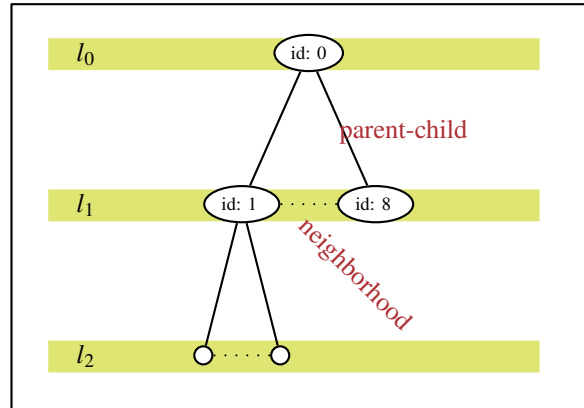 l₀
id: 0
parent-child
l₁
id: 1
id: 8
neighborhood
l₂